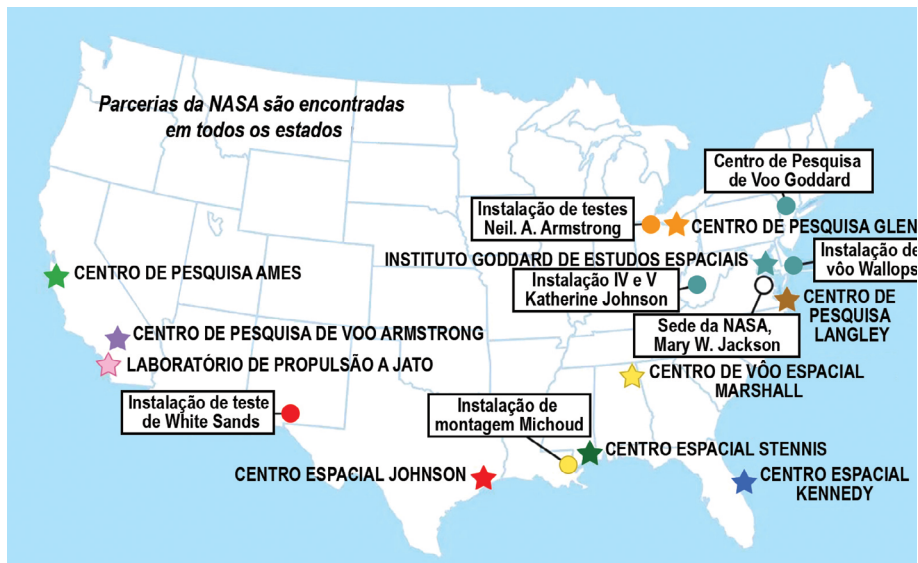 Parcerias da NASA são encontradas
em todos os estados
Centro de Pesquisa
de Voo Goddard
Instalação de testes
Neil. A. Armstrong
CENTRO DE PESQUISA GLEN
INSTITUTO GODDARD DE ESTUDOS ESPACIAIS
Instalação de
vôo Wallops
CENTRO DE PESQUISA AMES
Instalação IV e V
Katherine Johnson
CENTRO DE
PESQUISA
LANGLEY
Sede da NASA,
Mary W. Jackson
CENTRO DE PESQUISA DE VOO ARMSTRONG
LABORATÓRIO DE PROPULSÃO A JATO
CENTRO DE VÔO ESPACIAL
MARSHALL
Instalação de teste
de White Sands
Instalação de
montagem Michoud
CENTRO ESPACIAL STENNIS
CENTRO ESPACIAL JOHNSON
CENTRO ESPACIAL
KENNEDY